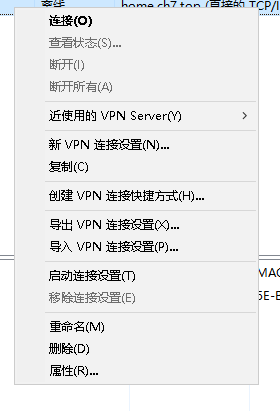 离线 home.ch7.top (直接的 TCP/I
连接(O)
查看状态(S)...
断开(I)
断开所有(A)
近使用的 VPN Server(Y)
新 VPN 连接设置(N)...
复制(C)
创建 VPN 连接快捷方式(H)...
导出 VPN 连接设置(X)...
导入 VPN 连接设置(P)...
启动连接设置(T)
MAC
移除连接设置(E)
5E-E
重命名(M)
删除(D)
属性(R)...